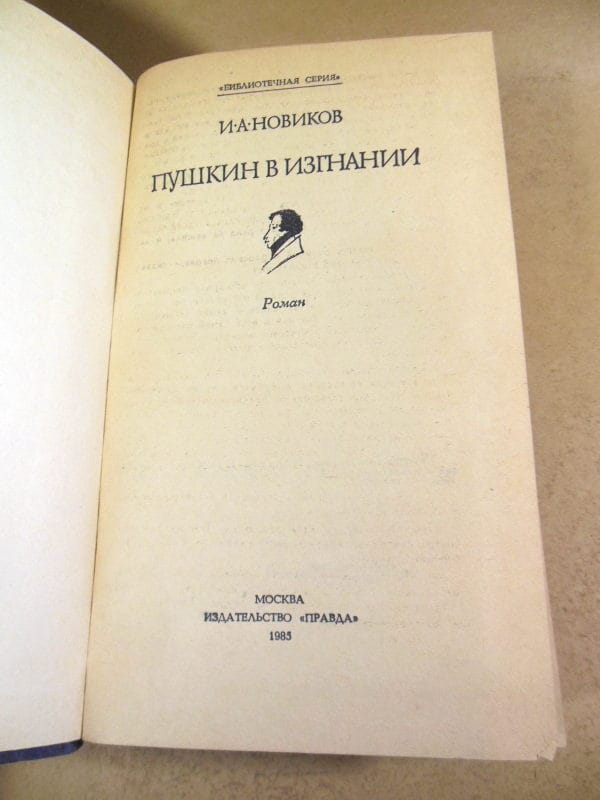 «БИБЛИОТЕЧНАЯ СЕРИЯ»
И·А·НОВИКОВ
ПУШКИН В ИЗГНАНИИ
Роман
МОСКВА
ИЗДАТЕЛЬСТВО «ПРАВДА»
1985